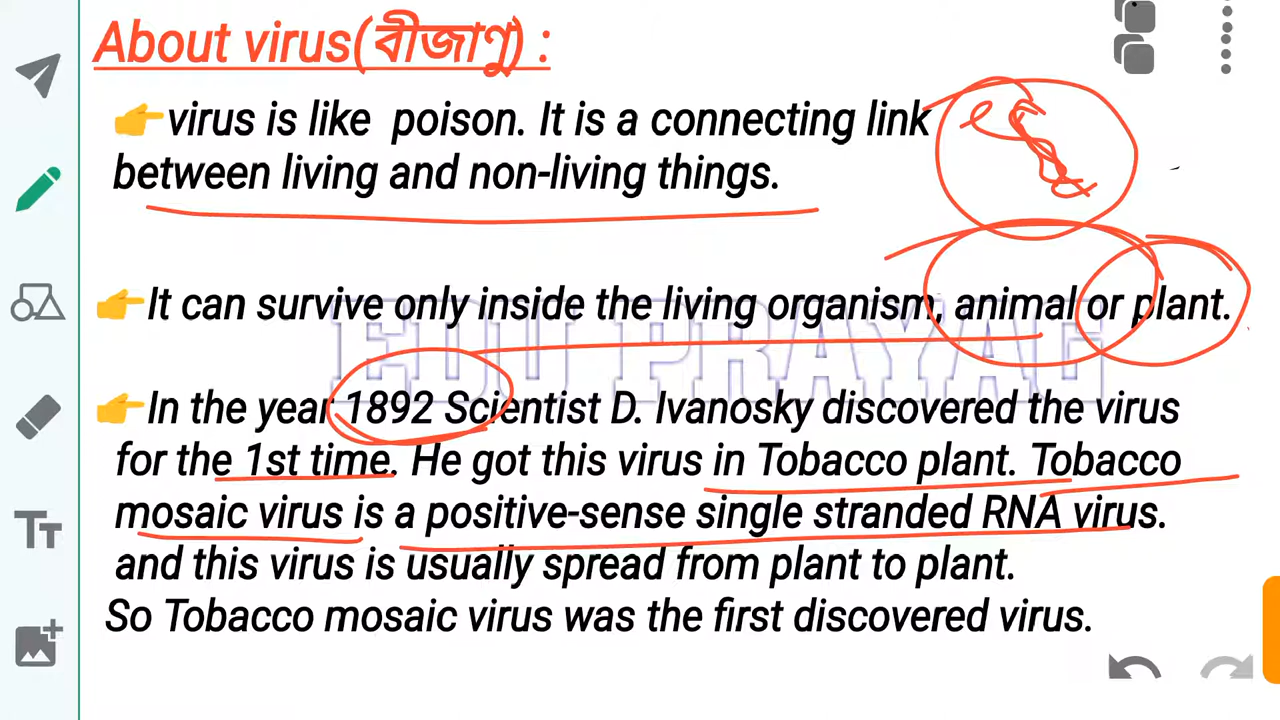 About virus(বীজাণু) :
👉virus is like poison. It is a connecting link
between living and non-living things.
👉It can survive only inside the living organism, animal or plant.
EDU PRAYAG
👉In the year 1892 Scientist D. Ivanosky discovered the virus
for the 1st time. He got this virus in Tobacco plant. Tobacco
mosaic virus is a positive-sense single stranded RNA virus.
and this virus is usually spread from plant to plant.
So Tobacco mosaic virus was the first discovered virus.
TT